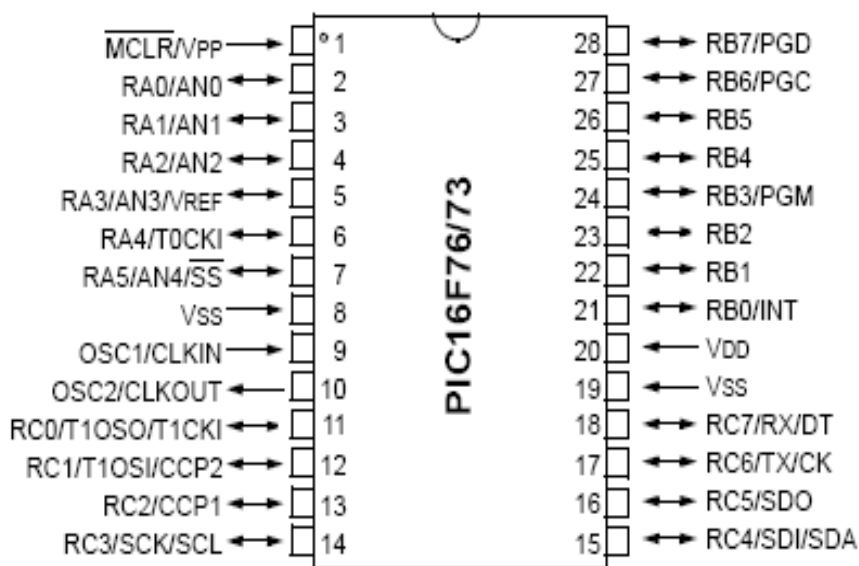 MCLR/VPP
RA0/AN0
RA1/AN1
RA2/AN2
RA3/AN3/VREF
RA4/T0CKI
RA5/AN4/SS
VSS
OSC1/CLKIN
OSC2/CLKOUT
RC0/T1OSO/T1CKI
RC1/T1OSI/CCP2
RC2/CCP1
RC3/SCK/SCL
1
2
3
4
5
6
7
8
9
10
11
12
13
14
PIC16F76/73
28
27
26
25
24
23
22
21
20
19
18
17
16
15
RB7/PGD
RB6/PGC
RB5
RB4
RB3/PGM
RB2
RB1
RB0/INT
VDD
VSS
RC7/RX/DT
RC6/TX/CK
RC5/SDO
RC4/SDI/SDA